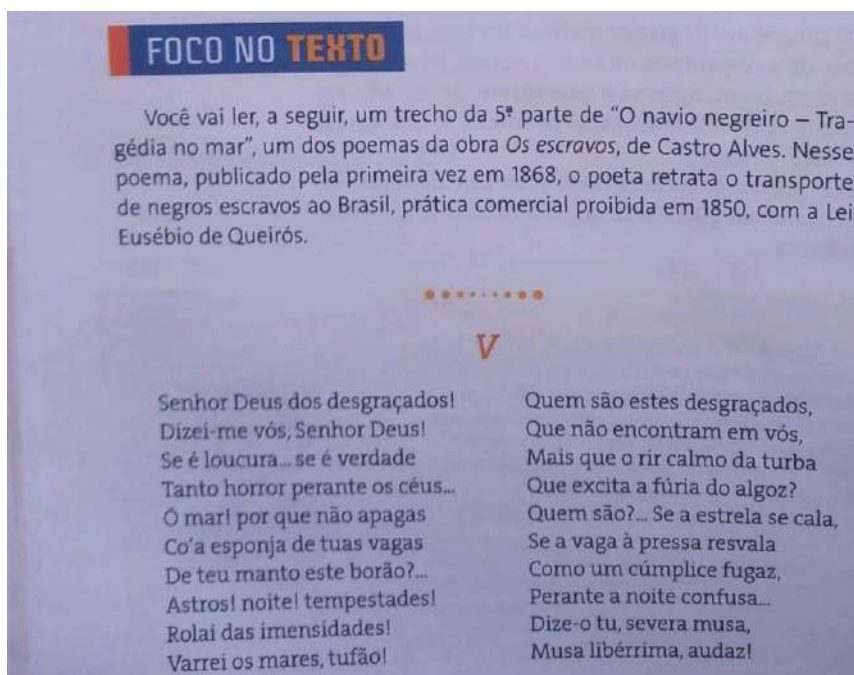 FOCO NO TEXTO
Você vai ler, a seguir, um trecho da 5ª parte de “O navio negreiro – Tra-
gédia no mar”, um dos poemas da obra Os escravos, de Castro Alves. Nesse
poema, publicado pela primeira vez em 1868, o poeta retrata o transporte
de negros escravos ao Brasil, prática comercial proibida em 1850, com a Lei
Eusébio de Queirós.
V
Senhor Deus dos desgraçados!
Dizei-me vós, Senhor Deus!
Se é loucura... se é verdade
Tanto horror perante os céus...
Ó mar! por que não apagas
Co’a esponja de tuas vagas
De teu manto este borão?...
Astros! noite! tempestades!
Rolai das imensidades!
Varrei os mares, tufão!
Quem são estes desgraçados,
Que não encontram em vós,
Mais que o rir calmo da turba
Que excita a fúria do algoz?
Quem são?... Se a estrela se cala,
Se a vaga à pressa resvala
Como um cúmplice fugaz,
Perante a noite confusa...
Dize-o tu, severa musa,
Musa libérrima, audaz!